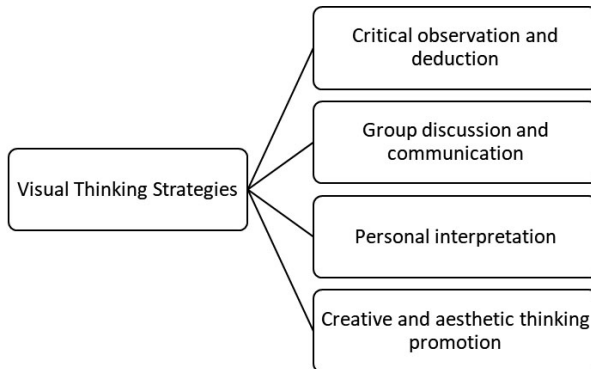 Critical observation and
deduction
Group discussion and
communication
Visual Thinking Strategies
Personal interpretation
Creative and aesthetic thinking
promotion